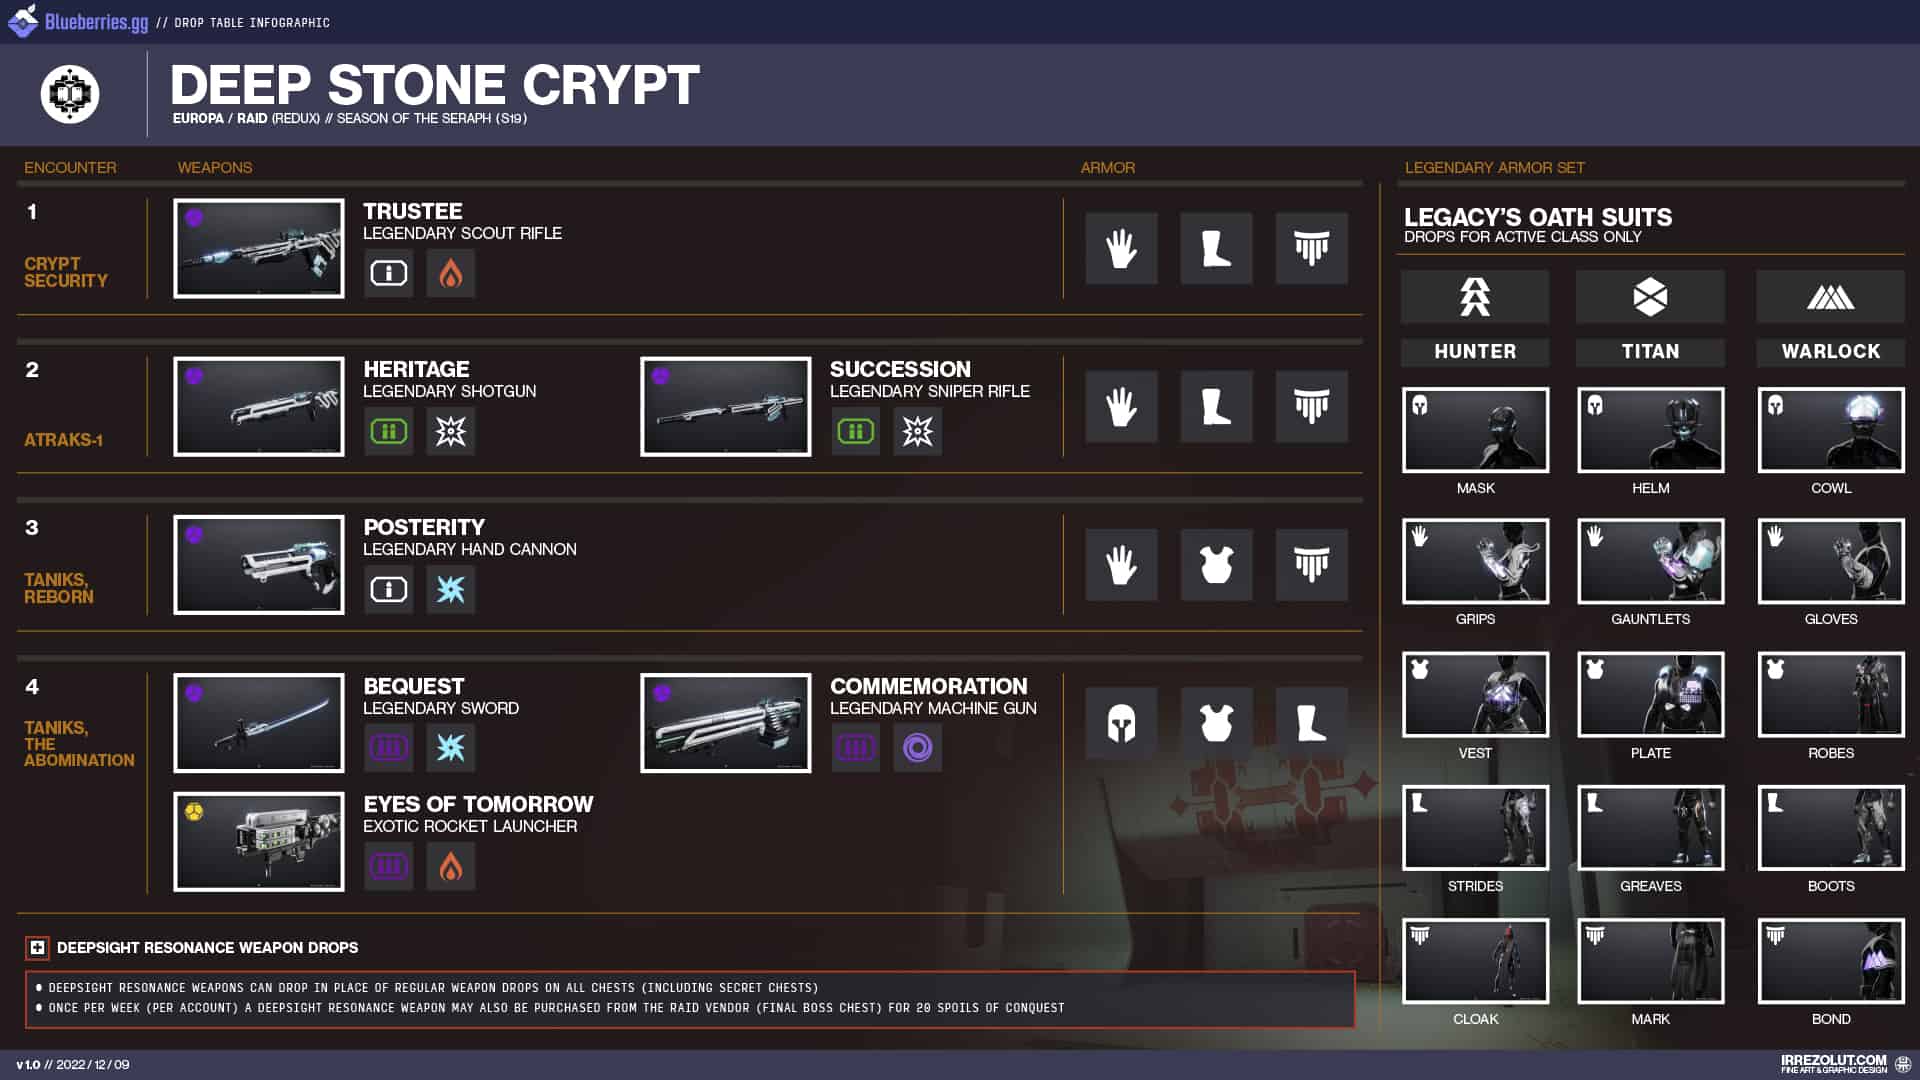 Blueberries.gg // DROP TABLE INFOGRAPHIC
DEEP STONE CRYPT
EUROPA / RAID (REDUX) // SEASON OF THE SERAPH (S19)
ENCOUNTER
WEAPONS
ARMOR
1
CRYPT
SECURITY
TRUSTEE
LEGENDARY SCOUT RIFLE
2
ATRAKS-1
HERITAGE
LEGENDARY SHOTGUN
SUCCESSION
LEGENDARY SNIPER RIFLE
3
TANIKS,
REBORN
POSTERITY
LEGENDARY HAND CANNON
4
TANIKS,
THE
ABOMINATION
BEQUEST
LEGENDARY SWORD
COMMEMORATION
LEGENDARY MACHINE GUN
EYES OF TOMORROW
EXOTIC ROCKET LAUNCHER
DEEPSIGHT RESONANCE WEAPON DROPS
● DEEPSIGHT RESONANCE WEAPONS CAN DROP IN PLACE OF REGULAR WEAPON DROPS ON ALL CHESTS (INCLUDING SECRET CHESTS)
● ONCE PER WEEK (PER ACCOUNT) A DEEPSIGHT RESONANCE WEAPON MAY ALSO BE PURCHASED FROM THE RAID VENDOR (FINAL BOSS CHEST) FOR 20 SPOILS OF CONQUEST
LEGENDARY ARMOR SET
LEGACY'S OATH SUITS
DROPS FOR ACTIVE CLASS ONLY
HUNTER TITAN WARLOCK
MASK HELM COWL
GRIPS GAUNTLETS GLOVES
VEST PLATE ROBES
STRIDES GREAVES BOOTS
CLOAK MARK BOND
v1.0 // 2022/12/09
IRREZOLUT.COM
FINE ART & GRAPHIC DESIGN